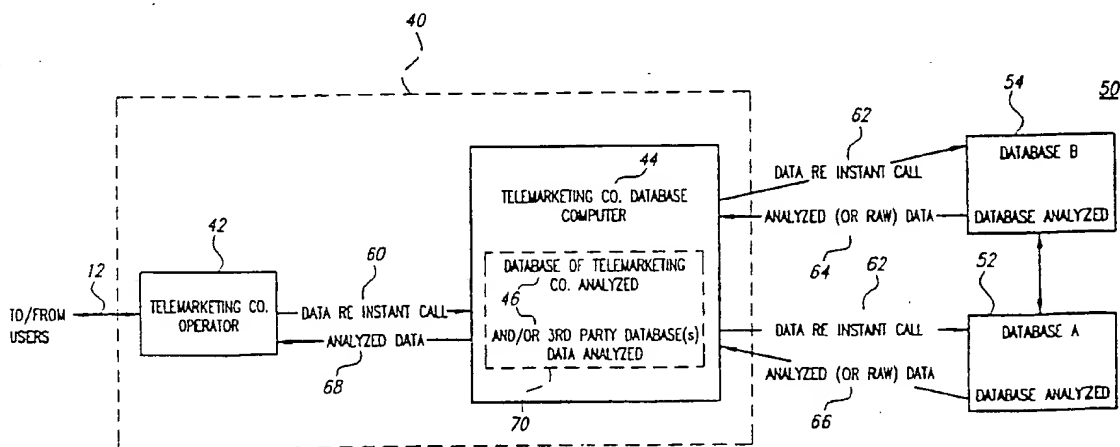 40
50
54
62
DATABASE B
44
DATA RE INSTANT CALL
TELEMARKETING CO. DATABASE
COMPUTER
42
ANALYZED (OR RAW) DATA
DATABASE ANALYZED
60
DATABASE OF TELEMARKETING
64
62
52
12
46 CO. ANALYZED
TO/FROM
USERS
TELEMARKETING CO.
OPERATOR
DATA RE INSTANT CALL
ANALYZED DATA
AND/OR 3RD PARTY DATABASE(s)
DATA ANALYZED
DATA RE INSTANT CALL
DATABASE A
68
ANALYZED (OR RAW) DATA
DATABASE ANALYZED
70
66